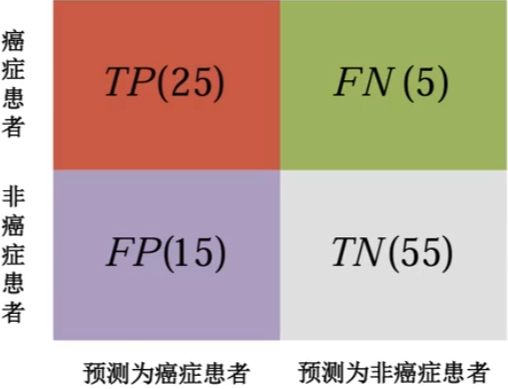 癌症患者
TP(25)
FN (5)
非癌症患者
FP(15)
TN(55)
预测为癌症患者
预测为非癌症患者